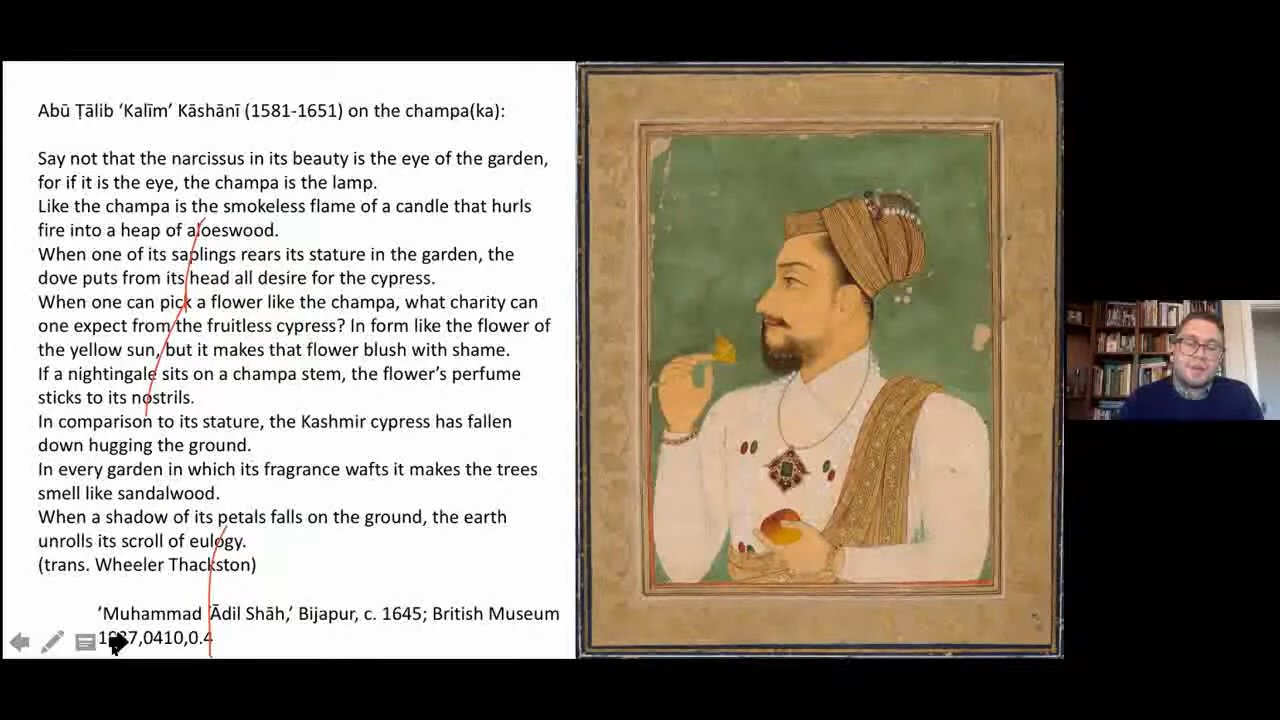 Abū Ṭālib ‘Kalīm’ Kāshānī (1581-1651) on the champa(ka):
Say not that the narcissus in its beauty is the eye of the garden,
for if it is the eye, the champa is the lamp.
Like the champa is the smokeless flame of a candle that hurls
fire into a heap of aloeswood.
When one of its saplings rears its stature in the garden, the
dove puts from its head all desire for the cypress.
When one can pick a flower like the champa, what charity can
one expect from the fruitless cypress? In form like the flower of
the yellow sun, but it makes that flower blush with shame.
If a nightingale sits on a champa stem, the flower’s perfume
sticks to its nostrils.
In comparison to its stature, the Kashmir cypress has fallen
down hugging the ground.
In every garden in which its fragrance wafts it makes the trees
smell like sandalwood.
When a shadow of its petals falls on the ground, the earth
unrolls its scroll of eulogy.
(trans. Wheeler Thackston)
’Muhammad ‘Ādil Shāh,’ Bijapur, c. 1645; British Museum